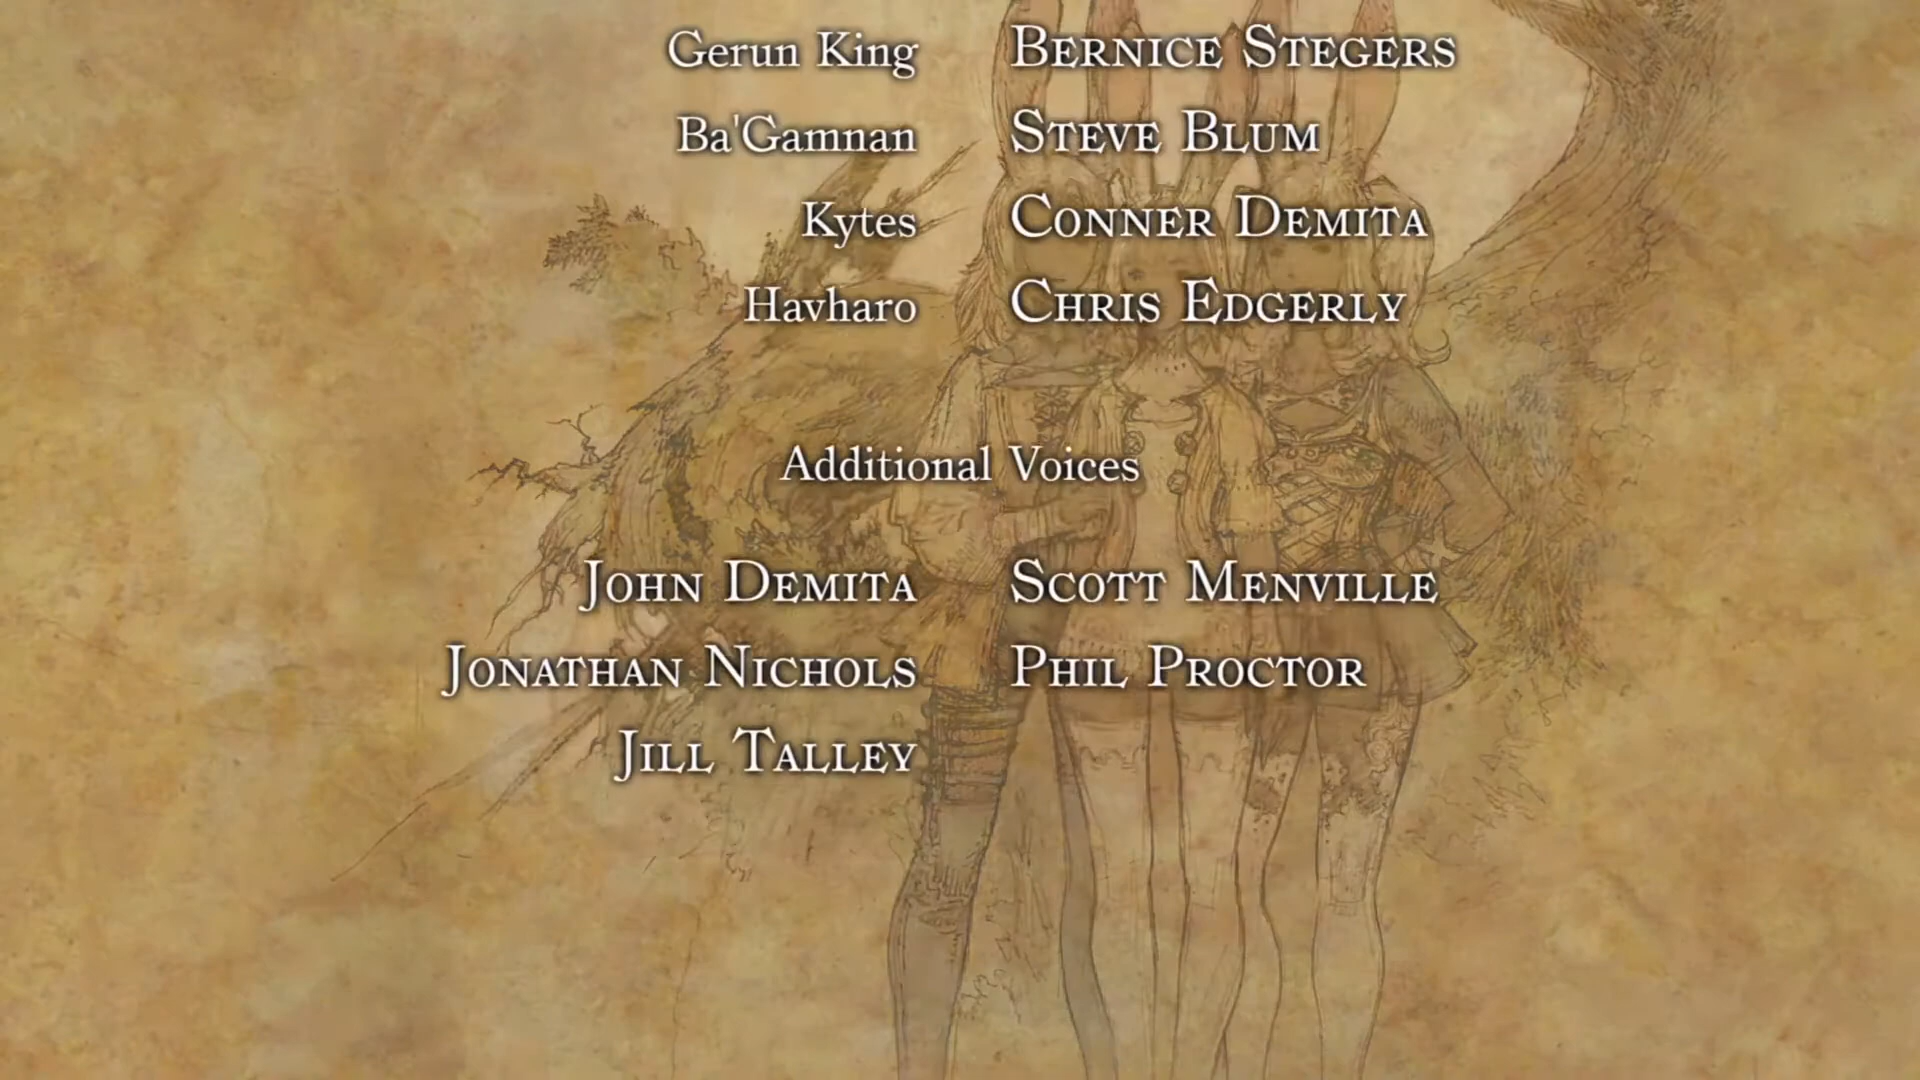 Gerun King BERNICE STEGERS
Ba'Gamnan STEVE BLUM
Kytes CONNER DEMITA
Havharo CHRIS EDGERLY
Additional Voices
JOHN DEMITA SCOTT MENVILLE
JONATHAN NICHOLS PHIL PROCTOR
JILL TALLEY